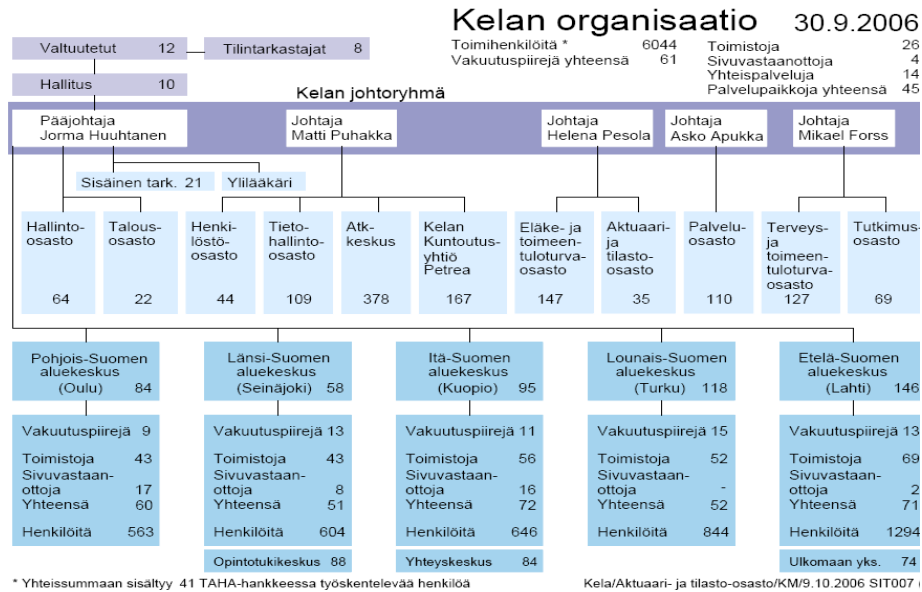 Kelan organisaatio 30.9.2006
Valtuutetut 12
Tilintarkastajat 8
Hallitus 10
Toimihenkilöitä * 6044
Vakuutuspiirejä yhteensä 61
Toimistoja 26
Sivuvastaanottoja 4
Yhteispalveluja 14
Palvelupaikkoja yhteensä 45
Kelan johtoryhmä
Pääjohtaja
Jorma Huuhtanen
Johtaja
Matti Puhakka
Johtaja
Helena Pesola
Johtaja
Asko Apukka
Johtaja
Mikael Forss
Sisäinen tark. 21
Ylilääkäri
Hallinto-
osasto
64
Talous-
osasto
22
Henki-
löstö-
osasto
44
Tieto-
hallinto-
osasto
109
Atk-
keskus
378
Kelan
Kuntoutus-
yhtiö
Petrea
167
Eläke- ja
toimeen-
tuloturva-
osasto
147
Aktuaari-
ja
tilasto-
osasto
35
Palvelu-
osasto
110
Terveys-
ja
toimeen-
tuloturva-
osasto
127
Tutkimus-
osasto
69
Pohjois-Suomen
aluekeskus
(Oulu) 84
Vakuutuspiirejä 9
Toimistoja 43
Sivuvastaan-
ottoja 17
Yhteensä 60
Henkilöitä 563
Länsi-Suomen
aluekeskus
(Seinäjoki) 58
Vakuutuspiirejä 13
Toimistoja 43
Sivuvastaan-
ottoja 8
Yhteensä 51
Henkilöitä 604
Opintotukikeskus 88
Itä-Suomen
aluekeskus
(Kuopio) 95
Vakuutuspiirejä 11
Toimistoja 56
Sivuvastaan-
ottoja 16
Yhteensä 72
Henkilöitä 646
Yhteyskeskus 84
Lounais-Suomen
aluekeskus
(Turku) 118
Vakuutuspiirejä 15
Toimistoja 52
Sivuvastaan-
ottoja -
Yhteensä 52
Henkilöitä 844
Etelä-Suomen
aluekeskus
(Lahti) 146
Vakuutuspiirejä 13
Toimistoja 69
Sivuvastaan-
ottoja 2
Yhteensä 71
Henkilöitä 1294
Ulkomaan yks. 74
* Yhteissummaan sisältyy 41 TAHA-hankkeessa työskentelevää henkilöä
Kela/Aktuaari- ja tilasto-osasto/KM/9.10.2006 SIT007 (